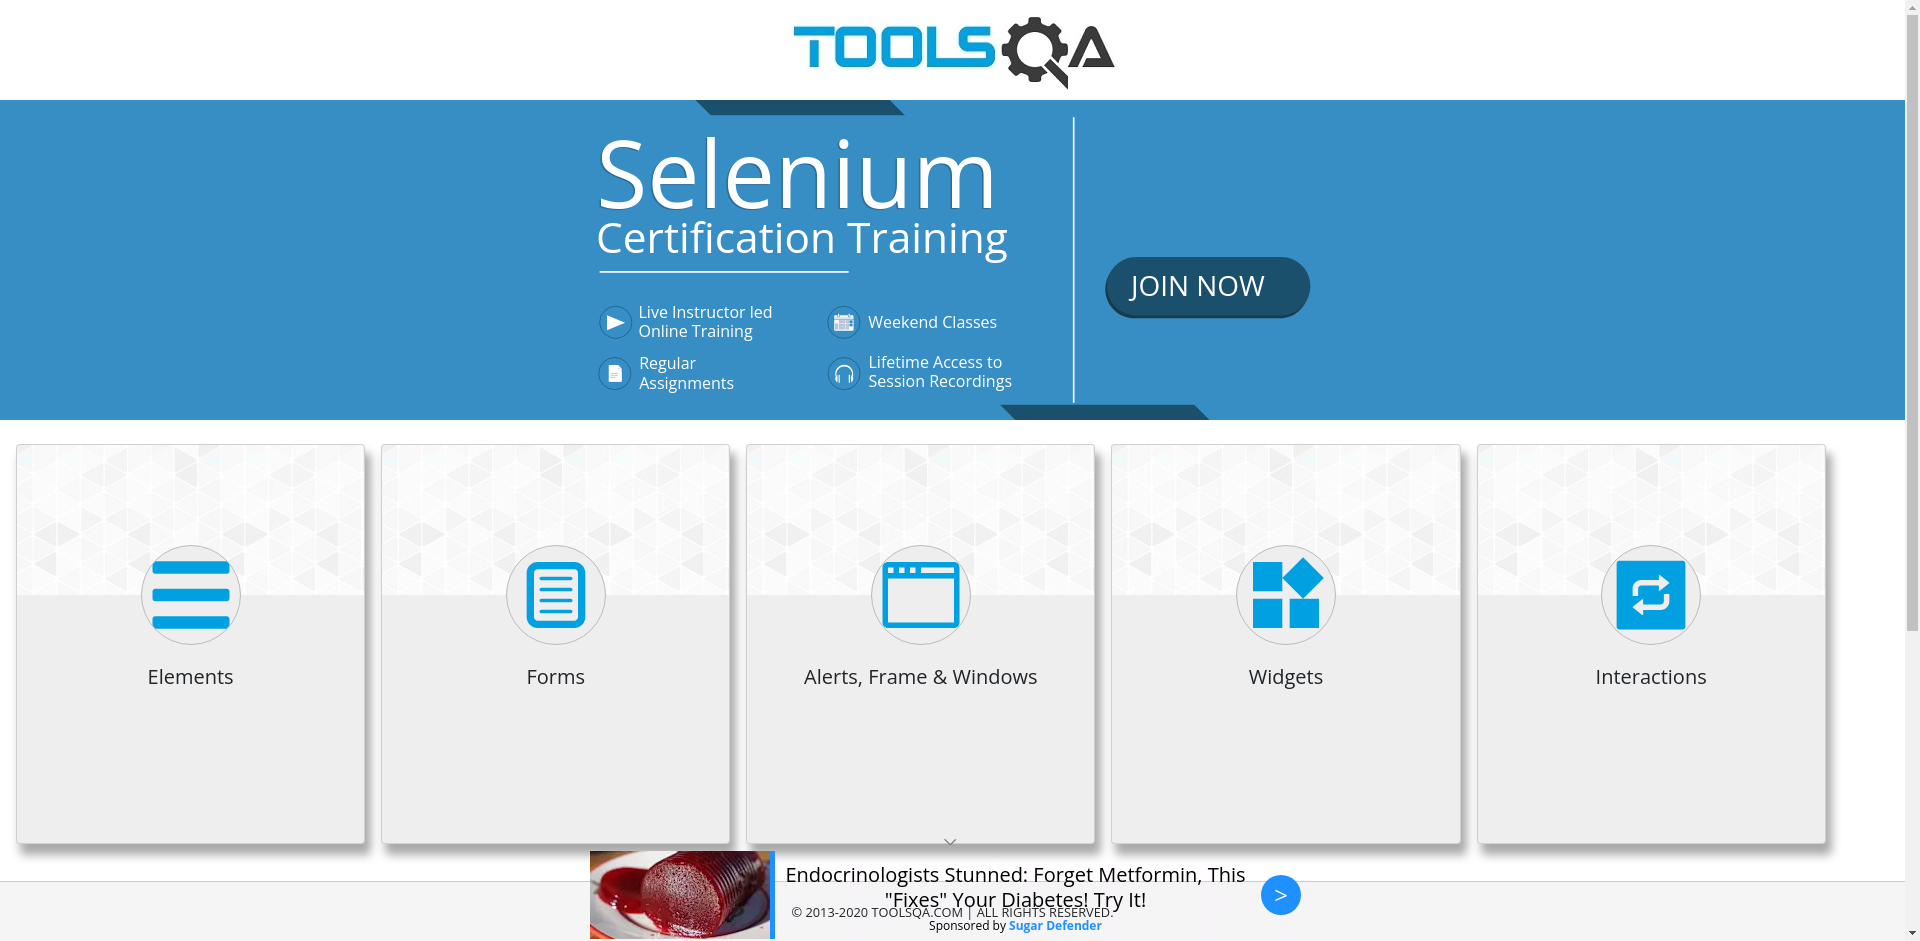 TOOLSQA
Selenium
Certification Training
JOIN NOW
Live Instructor led
Online Training
Weekend Classes
Regular
Assignments
Lifetime Access to
Session Recordings
Elements
Forms
Alerts, Frame & Windows
Widgets
Interactions
Endocrinologists Stunned: Forget Metformin, This
"Fixes" Your Diabetes! Try It!
>
© 2013-2020 TOOLSQA.COM | ALL RIGHTS RESERVED.
Sponsored by Sugar Defender